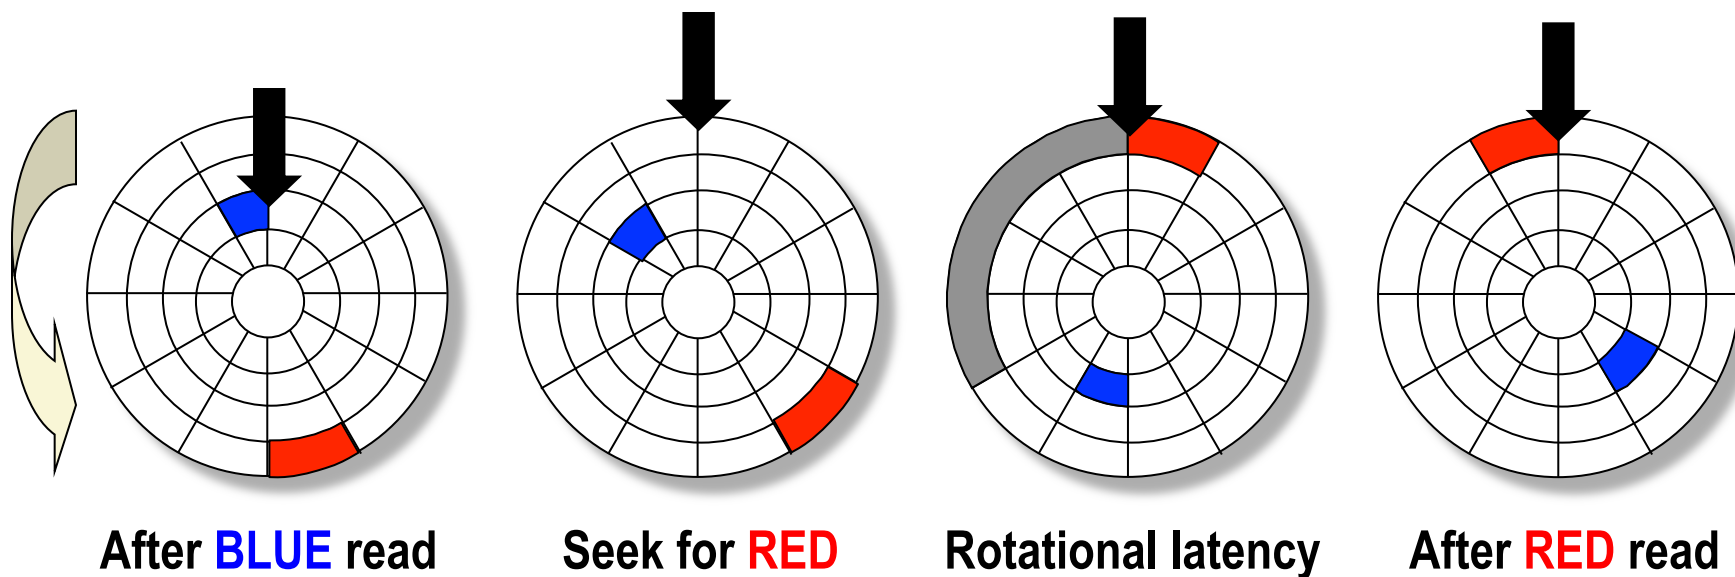 After BLUE read
Seek for RED
Rotational latency
After RED read